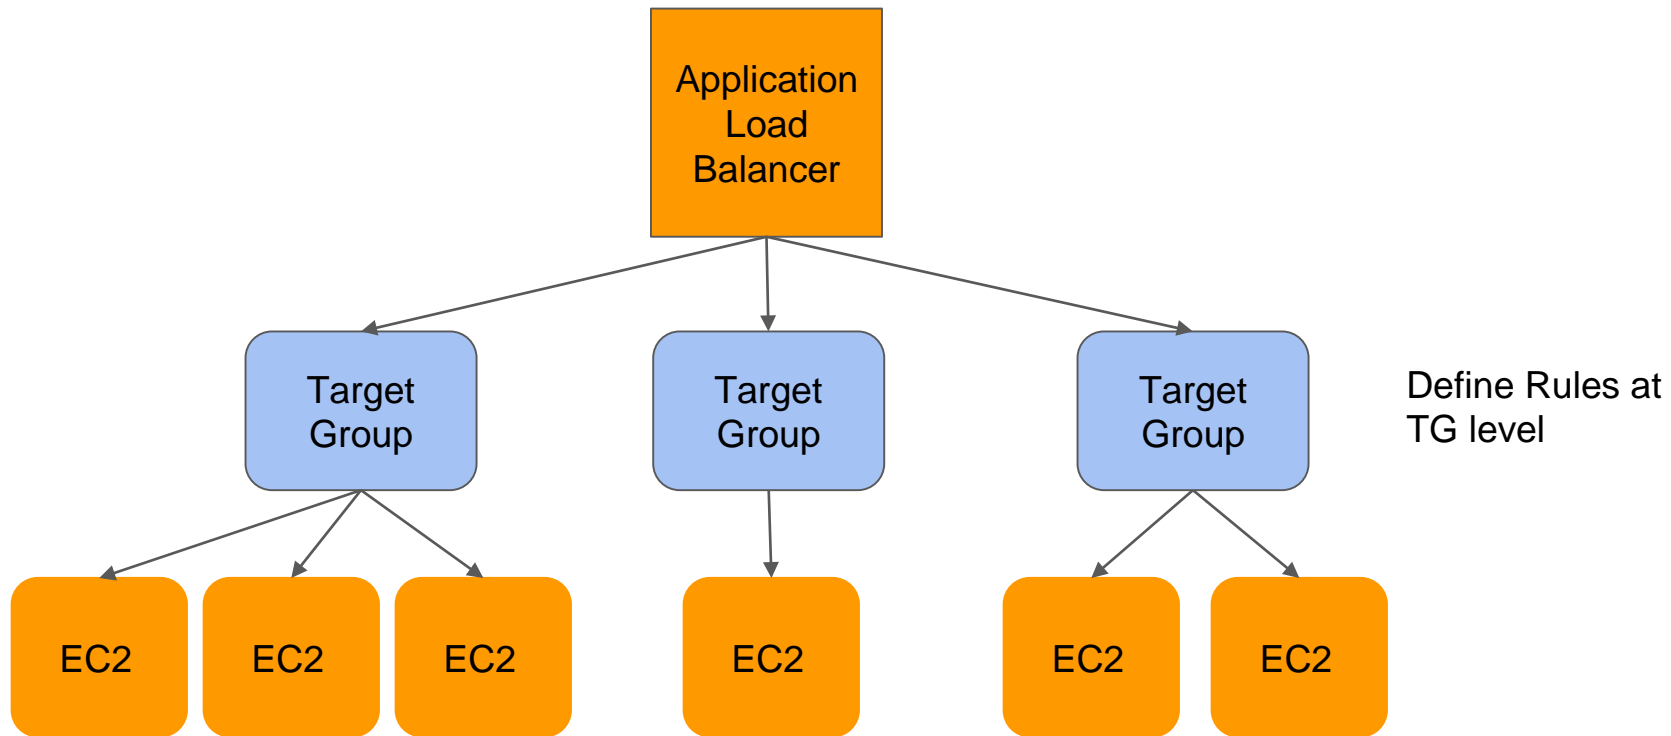 Application
Load
Balancer
Target
Group
Target
Group
Target
Group
Define Rules at
TG level
EC2
EC2
EC2
EC2
EC2
EC2